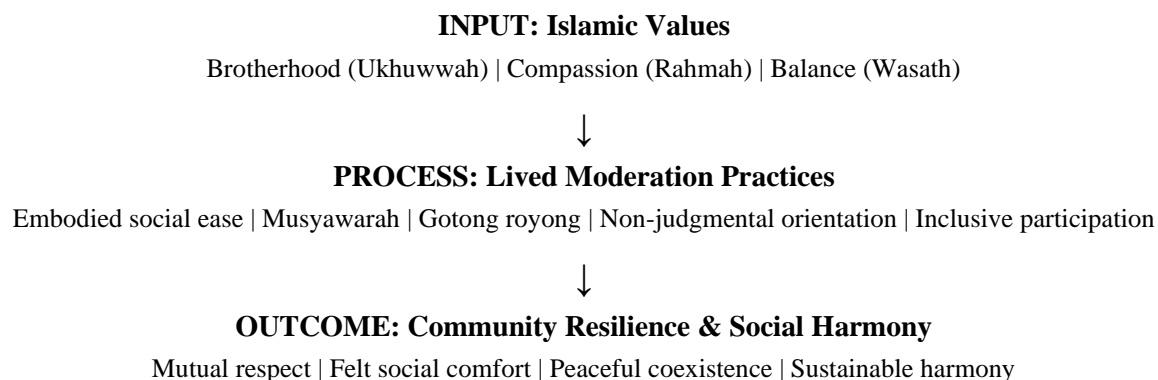 INPUT: Islamic Values
Brotherhood (Ukhuwwah) | Compassion (Rahmah) | Balance (Wasath)
↓
PROCESS: Lived Moderation Practices
Embodied social ease | Musyawarah | Gotong royong | Non-judgmental orientation | Inclusive participation
↓
OUTCOME: Community Resilience & Social Harmony
Mutual respect | Felt social comfort | Peaceful coexistence | Sustainable harmony